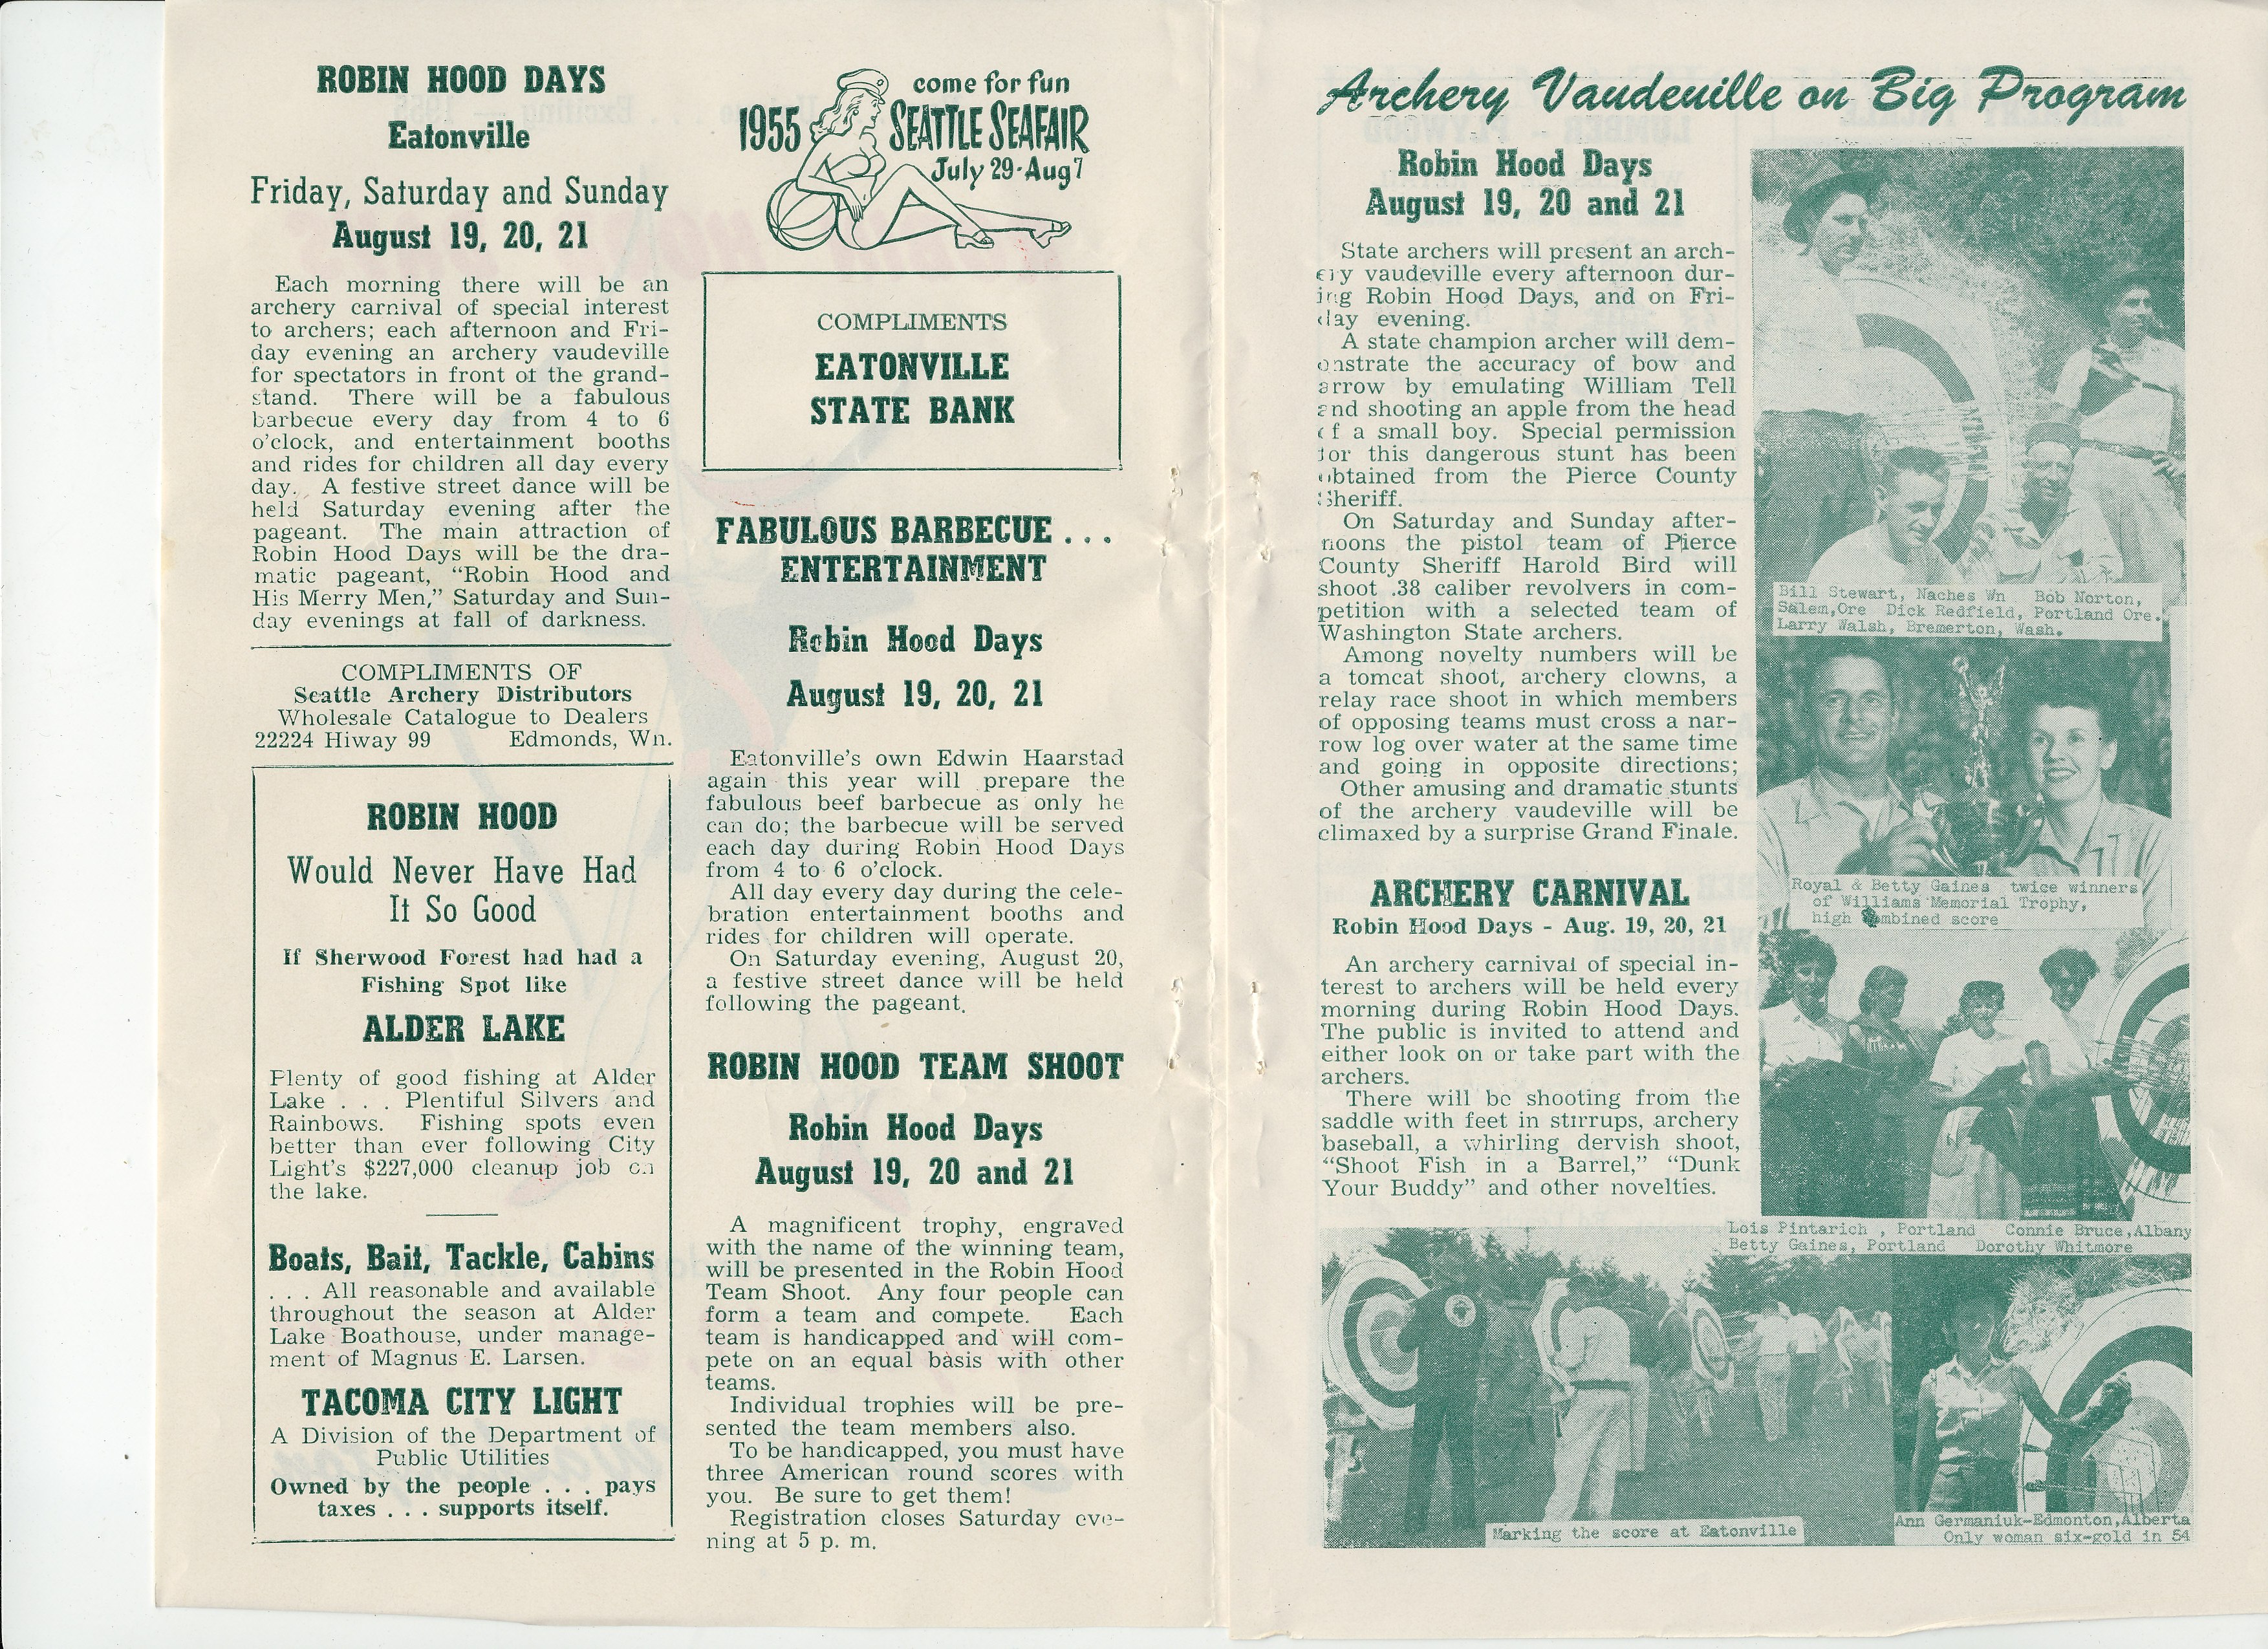 ROBIN HOOD DAYS
Eatonville
Friday, Saturday and Sunday
August 19, 20, 21
Each morning there will be an
archery carnival of special interest
to archers; each afternoon and Fri-
day evening an archery vaudeville
for spectators in front of the grand-
stand. There will be a fabulous
barbecue every day from 4 to 6
o'clock, and entertainment booths
and rides for children all day every
day. A festive street dance will be
held Saturday evening after the
pageant. The main attraction of
Robin Hood Days will be the dra-
matic pageant, "Robin Hood and
His Merry Men," Saturday and Sun-
day evenings at fall of darkness.
COMPLIMENTS OF
Seattle Archery Distributors
Wholesale Catalogue to Dealers
22224 Hiway 99 Edmonds, Wn.
ROBIN HOOD
Would Never Have Had
It So Good
If Sherwood Forest had had a
Fishing Spot like
ALDER LAKE
Plenty of good fishing at Alder
Lake . . . Plentiful Silvers and
Rainbows. Fishing spots even
better than ever following City
Light's $227,000 cleanup job on
the lake.
Boats, Bait, Tackle, Cabins
. . . All reasonable and available
throughout the season at Alder
Lake Boathouse, under manage-
ment of Magnus E. Larsen.
TACOMA CITY LIGHT
A Division of the Department of
Public Utilities
Owned by the people . . . pays
taxes . . . supports itself.
come for fun
1955 SEATTLE SEAFAIR
July 29-Aug 7
COMPLIMENTS
EATONVILLE
STATE BANK
FABULOUS BARBECUE . . .
ENTERTAINMENT
Robin Hood Days
August 19, 20, 21
Eatonville's own Edwin Haarstad
again this year will prepare the
fabulous beef barbecue as only he
can do; the barbecue will be served
each day during Robin Hood Days
from 4 to 6 o'clock.
All day every day during the cele-
bration entertainment booths and
rides for children will operate.
On Saturday evening, August 20,
a festive street dance will be held
following the pageant.
ROBIN HOOD TEAM SHOOT
Robin Hood Days
August 19, 20 and 21
A magnificent trophy, engraved
with the name of the winning team,
will be presented in the Robin Hood
Team Shoot. Any four people can
form a team and compete. Each
team is handicapped and will com-
pete on an equal basis with other
teams.
Individual trophies will be pre-
sented the team members also.
To be handicapped, you must have
three American round scores with
you. Be sure to get them!
Registration closes Saturday eve-
ning at 5 p. m.
Archery Vaudeuille on Big Program
Robin Hood Days
August 19, 20 and 21
State archers will present an arch-
ery vaudeville every afternoon dur-
ing Robin Hood Days, and on Fri-
day evening.
A state champion archer will dem-
onstrate the accuracy of bow and
arrow by emulating William Tell
and shooting an apple from the head
of a small boy. Special permission
for this dangerous stunt has been
obtained from the Pierce County
Sheriff.
On Saturday and Sunday after-
noons the pistol team of Pierce
County Sheriff Harold Bird will
shoot .38 caliber revolvers in com-
petition with a selected team of
Washington State archers.
Among novelty numbers will be
a tomcat shoot, archery clowns, a
relay race shoot in which members
of opposing teams must cross a nar-
row log over water at the same time
and going in opposite directions;
Other amusing and dramatic stunts
of the archery vaudeville will be
climaxed by a surprise Grand Finale.
ARCHERY CARNIVAL
Robin Hood Days - Aug. 19, 20, 21
An archery carnival of special in-
terest to archers will be held every
morning during Robin Hood Days.
The public is invited to attend and
either look on or take part with the
archers.
There will be shooting from the
saddle with feet in stirrups, archery
baseball, a whirling dervish shoot,
"Shoot Fish in a Barrel," "Dunk
Your Buddy" and other novelties.
Bill Stewart, Naches Wn Bob Norton,
Salem,Ore Dick Redfield, Portland Ore.
Larry Walsh, Bremerton, Wash.
Royal & Betty Gaines twice winners
of Williams Memorial Trophy,
high combined score
Lois Pintarich , Portland Connie Bruce,Albany
Betty Gaines, Portland Dorothy Whitmore
Marking the score at Eatonville
Ann Germaniuk-Edmonton,Alberta
Only woman six-gold in 54